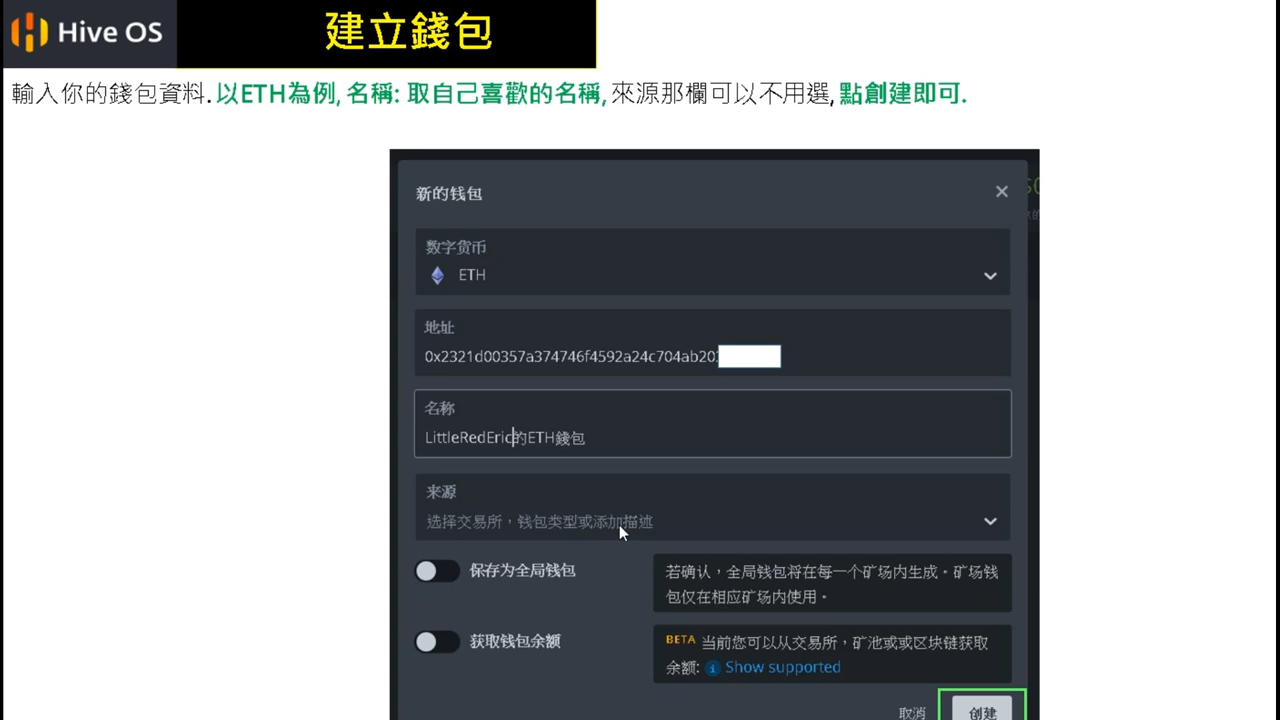 Hive OS
建立錢包
輸入你的錢包資料. 以ETH為例, 名稱: 取自己喜歡的名稱, 來源那欄可以不用選, 點創建即可.
新的钱包
数字货币
ETH
地址
0x2321d00357a374746f4592a24c704ab20
名称
LittleRedEric的ETH錢包
来源
选择交易所，钱包类型或添加描述
保存为全局钱包
若确认，全局钱包将在每一个矿场内生成。矿场钱
包仅在相应矿场内使用。
获取钱包余额
BETA 当前您可以从交易所，矿池或或区块链获取
余额: Show supported
取消
创建